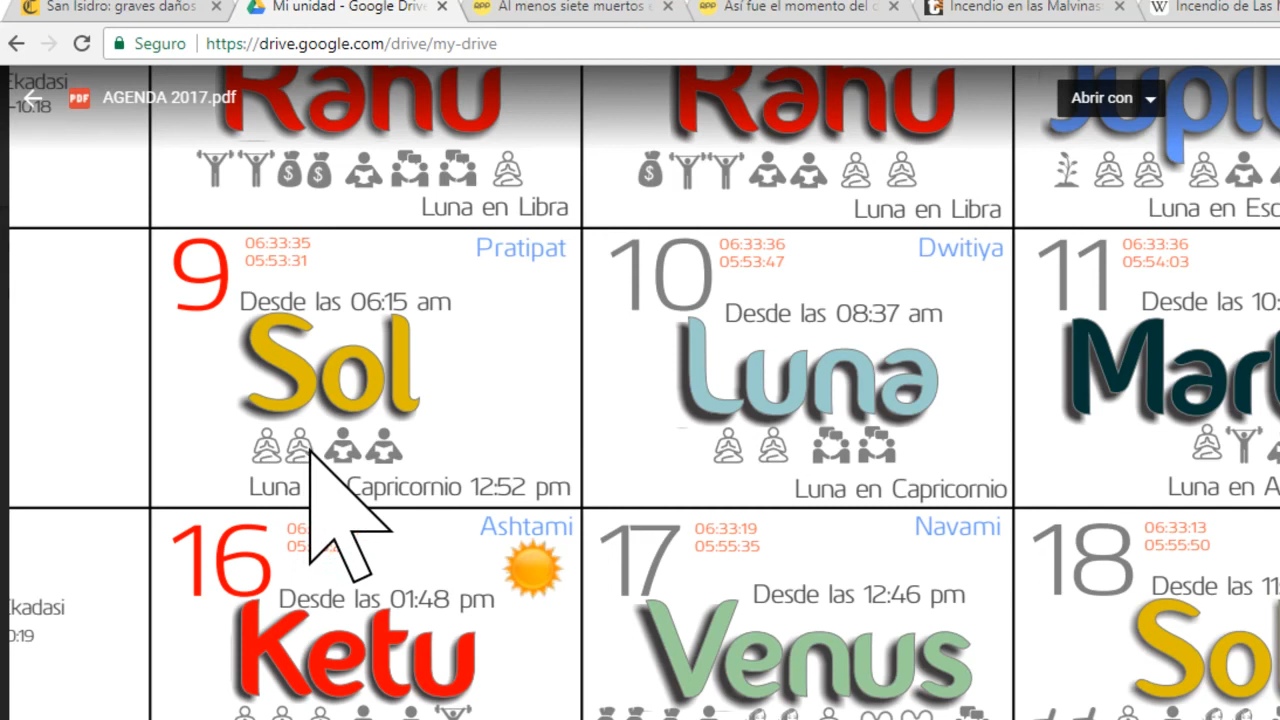 San Isidro: graves daños
Mi unidad - Google Drive
Al menos siete muertos
Así fue el momento del
Incendio en las Malvinas
Incendio de Las
Seguro
https://drive.google.com/drive/my-drive
AGENDA 2017.pdf
Abrir con
Ekadasi
-10.18
Rahu
Luna en Libra
Rahu
Luna en Libra
Luna en
9
06:33:35
05:53:31
Pratipat
Desde las 06:15 am
Sol
Luna Capricornio 12:52 pm
10
06:33:36
05:53:47
Dwitiya
Desde las 08:37 am
Luna
Luna en Capricornio
11
06:33:36
05:54:03
Desde las
Luna en
16
Ashtami
Desde las 01:48 pm
Ketu
17
06:33:19
05:55:35
Navami
Desde las 12:46 pm
Venus
18
06:33:13
05:55:50
Desde las
Sol